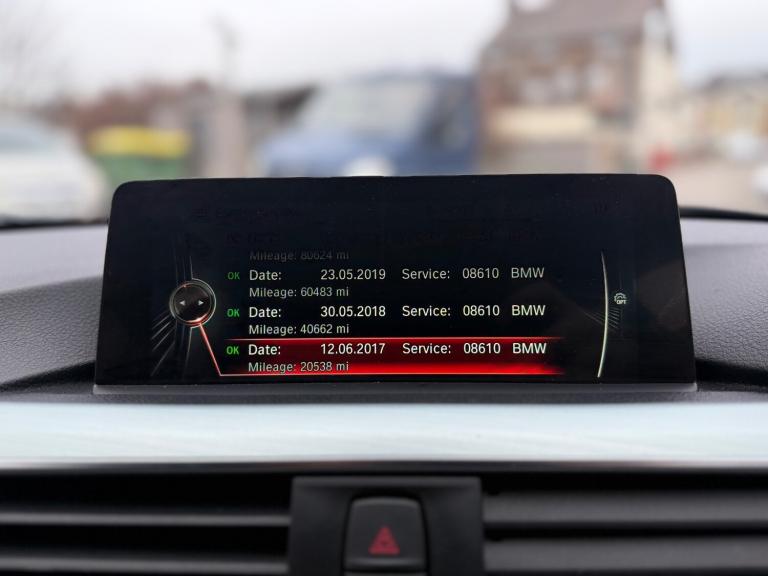 Mileage: 80624 mi
OK Date: 23.05.2019 Service: 08610 BMW
Mileage: 60483 mi
OK Date: 30.05.2018 Service: 08610 BMW
Mileage: 40662 mi
OK Date: 12.06.2017 Service: 08610 BMW
Mileage: 20538 mi
OPT